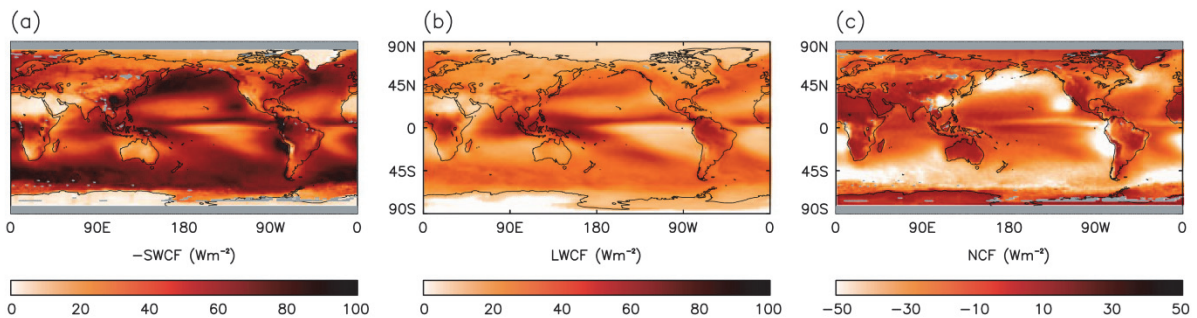 (a) (b) (c)
90N 90N
45N 45N
0 0
45S 45S
90S 90S
0 90E 180 90W 0 0 90E 180 90W 0 0 90E 180 90W 0
−SWCF (Wm⁻²) LWCF (Wm⁻²) NCF (Wm⁻²)
0 20 40 60 80 100 0 20 40 60 80 100 −50 −30 −10 10 30 50